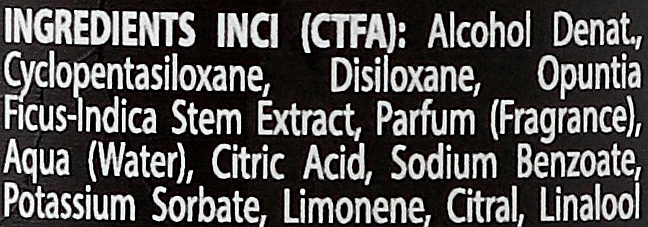 INGREDIENTS INCI (CTFA): Alcohol Denat.,
Cyclopentasiloxane, Disiloxane, Opuntia
Ficus-Indica Stem Extract, Parfum (Fragrance),
Aqua (Water), Citric Acid, Sodium Benzoate,
Potassium Sorbate, Limonene, Citral, Linalool